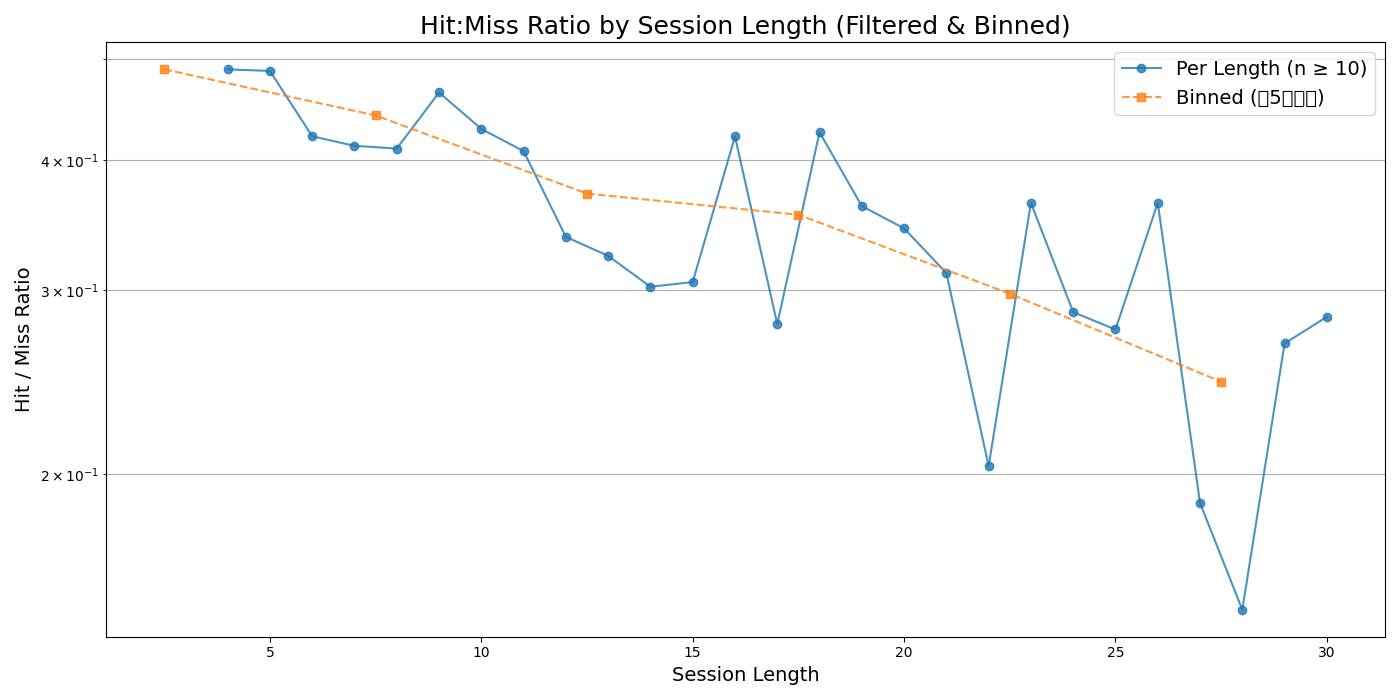 Hit:Miss Ratio by Session Length (Filtered & Binned)
Per Length (n ≥ 10)
Binned (▯5▯▯▯)
4 × 10⁻¹
3 × 10⁻¹
2 × 10⁻¹
Hit / Miss Ratio
5 10 15 20 25 30
Session Length